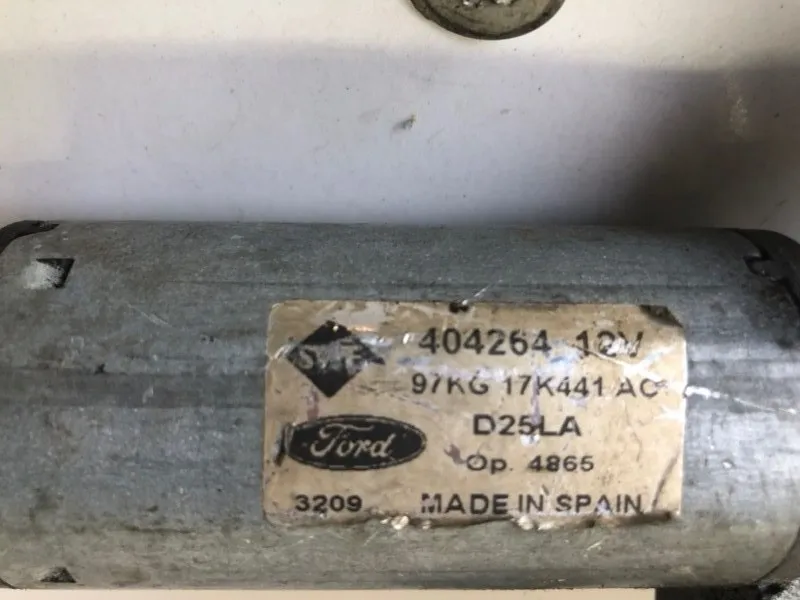 SWF 404264 12V
97KG 17K441 AC
Ford D25LA
Op. 4865
3209 MADE IN SPAIN